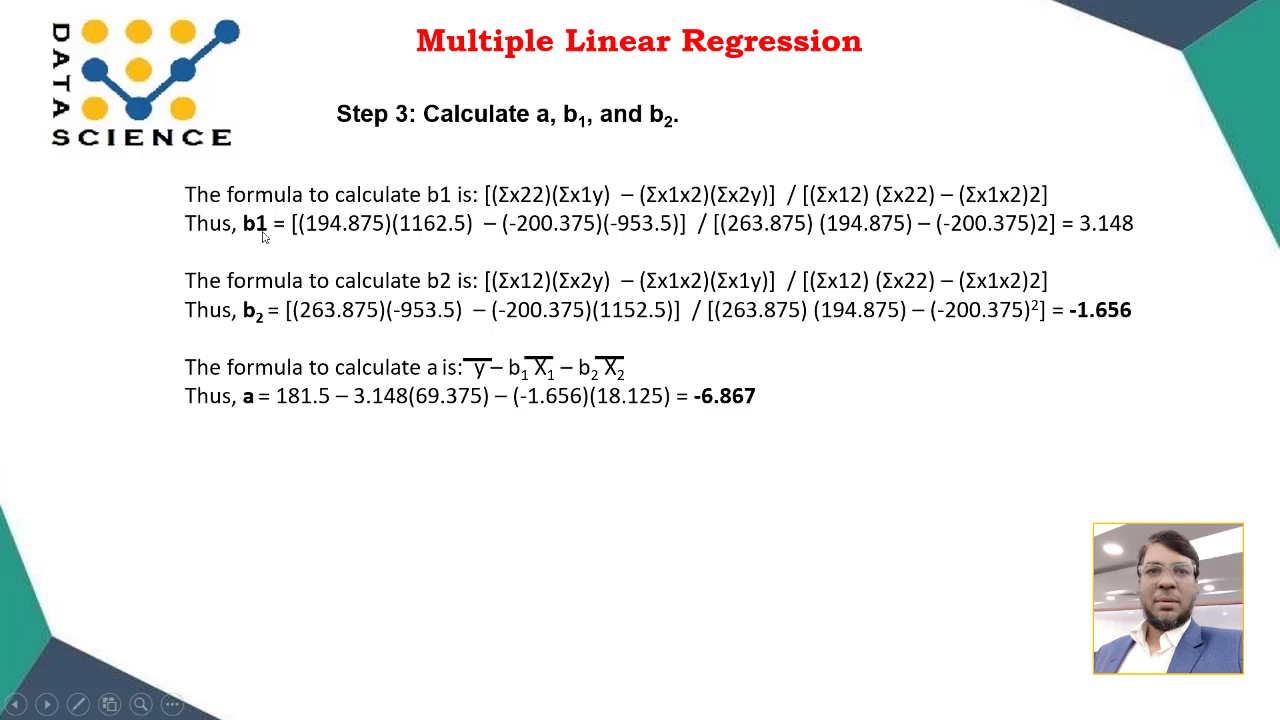 DATA
SCIENCE
Multiple Linear Regression
Step 3: Calculate a, b₁, and b₂.
The formula to calculate b1 is: [(Σx22)(Σx1y) – (Σx1x2)(Σx2y)] / [(Σx12) (Σx22) – (Σx1x2)2]
Thus, b1 = [(194.875)(1162.5) – (-200.375)(-953.5)] / [(263.875) (194.875) – (-200.375)2] = 3.148
The formula to calculate b2 is: [(Σx12)(Σx2y) – (Σx1x2)(Σx1y)] / [(Σx12) (Σx22) – (Σx1x2)2]
Thus, b₂ = [(263.875)(-953.5) – (-200.375)(1152.5)] / [(263.875) (194.875) – (-200.375)²] = -1.656
The formula to calculate a is: y̅ – b₁ X̅₁ – b₂ X̅₂
Thus, a = 181.5 – 3.148(69.375) – (-1.656)(18.125) = -6.867